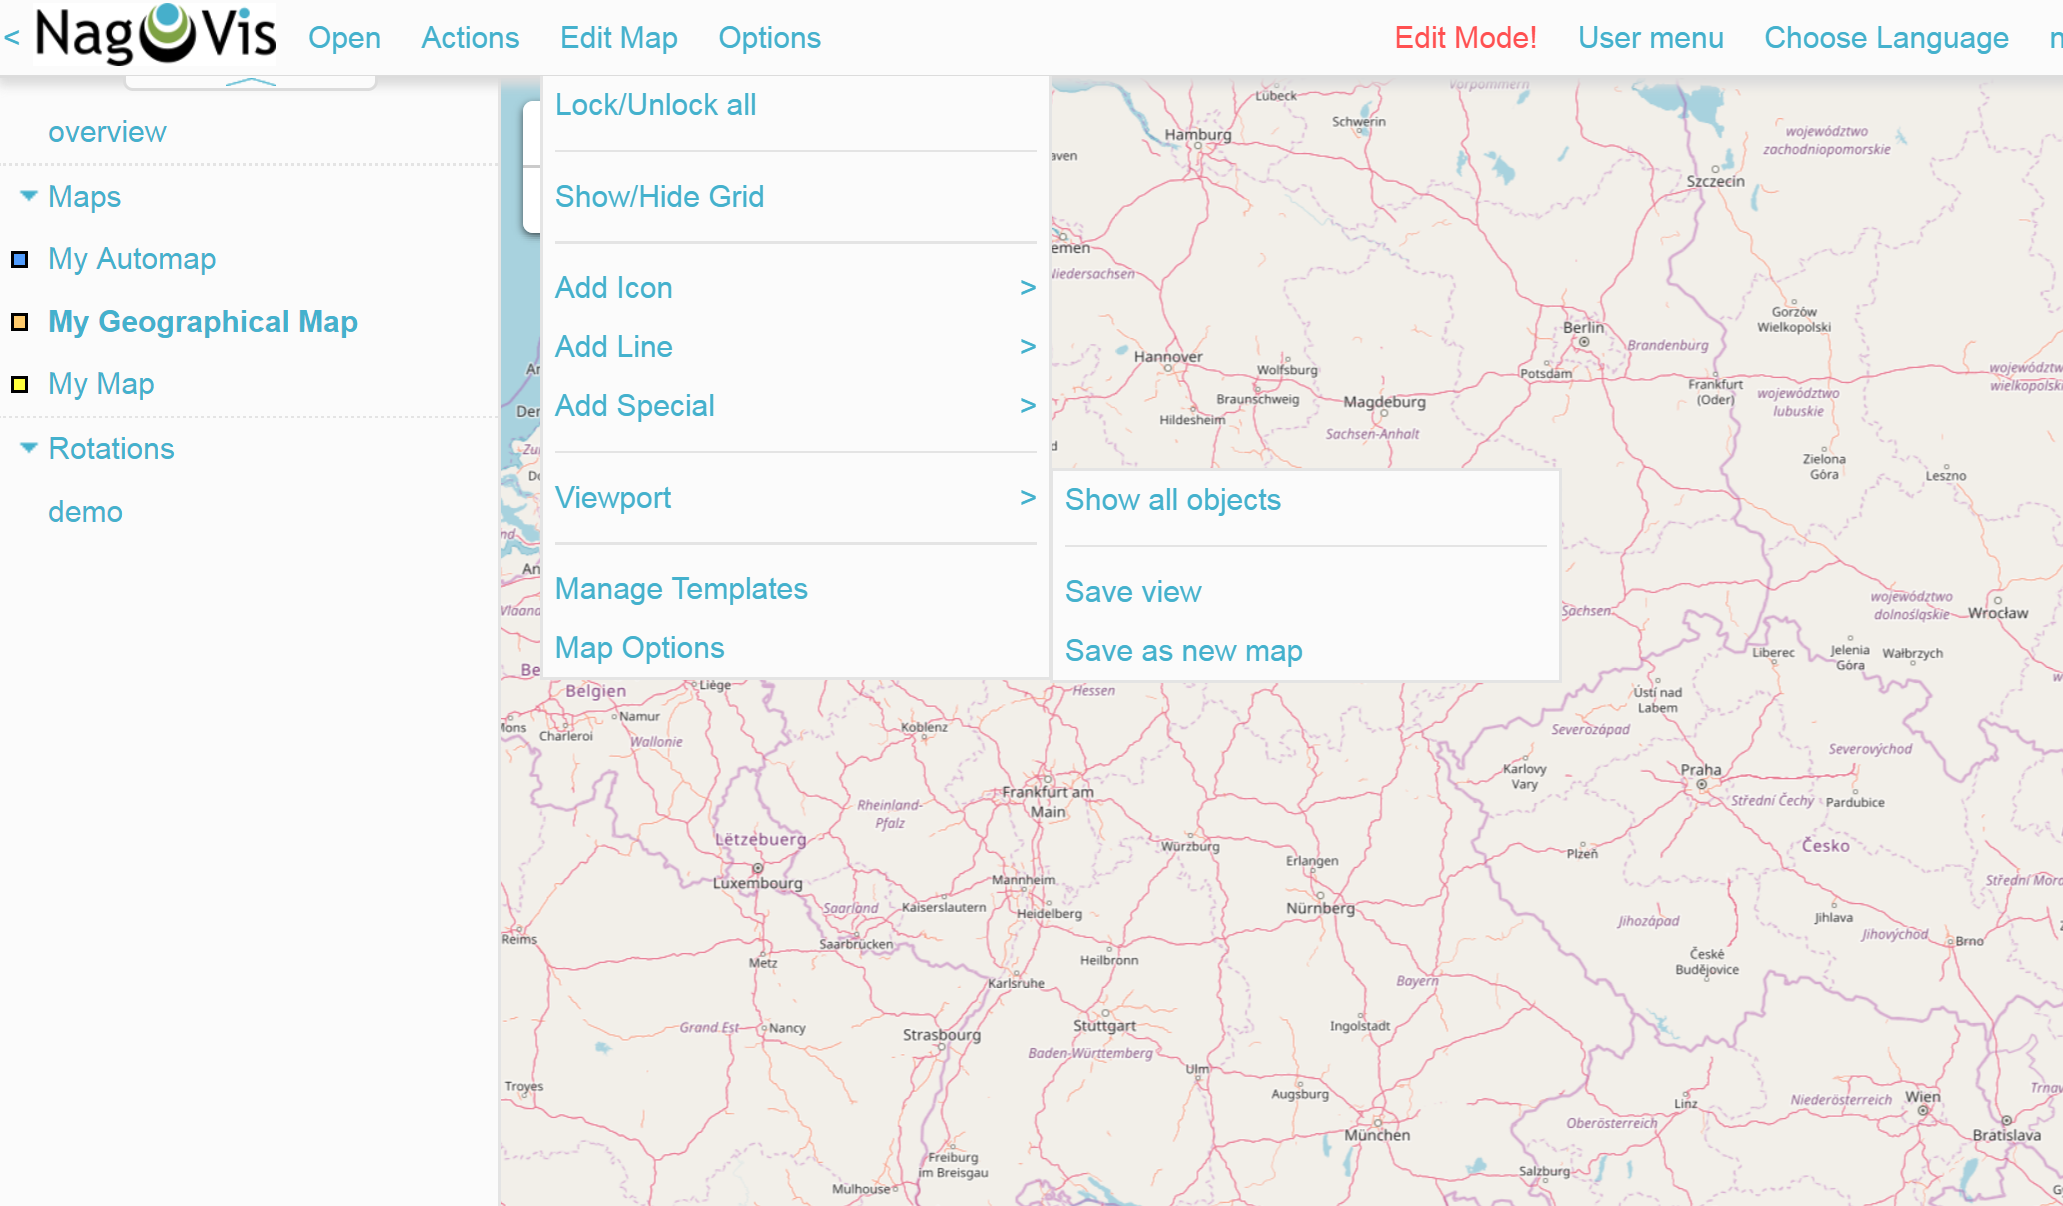 < NagVis Open Actions Edit Map Options Edit Mode! User menu Choose Language
overview
Maps
My Automap
My Geographical Map
My Map
Rotations
demo
Lock/Unlock all
Show/Hide Grid
Add Icon >
Add Line >
Add Special >
Viewport >
Manage Templates
Map Options
Show all objects
Save view
Save as new map
Vorpommern
Lübeck
Schwerin
Hamburg
województwo
zachodniopomorskie
Szczecin
Gorzów
Wielkopolski
Berlin
Brandenburg
Potsdam
Frankfurt
(Oder)
województwo
lubuskie
Hannover
Wolfsburg
Braunschweig
Hildesheim
Magdeburg
Sachsen-Anhalt
Zielona
Góra
Leszno
Sachsen
województwo
dolnośląskie
Wrocław
Liberec
Jelenia
Góra
Wałbrzych
Ústí nad
Labem
Severozápad
Severovýchod
Belgien
Liège
Hessen
Namur
Charleroi
Wallonie
Koblenz
Karlovy
Vary
Praha
Střední Čechy
Pardubice
Frankfurt am
Main
Rheinland-
Pfalz
Lëtzebuerg
Luxembourg
Würzburg
Erlangen
Plzeň
Česko
Mannheim
Saarland
Kaiserslautern
Heidelberg
Nürnberg
Jihozápad
Jihlava
Jihovýchod
Brno
Reims
Saarbrücken
Metz
Heilbronn
České
Budějovice
Karlsruhe
Bayern
Grand Est
Nancy
Strasbourg
Stuttgart
Ingolstadt
Baden-Württemberg
Ulm
Troyes
Augsburg
Linz
Niederösterreich
Wien
Oberösterreich
München
Bratislava
Freiburg
im Breisgau
Salzburg
Mulhouse